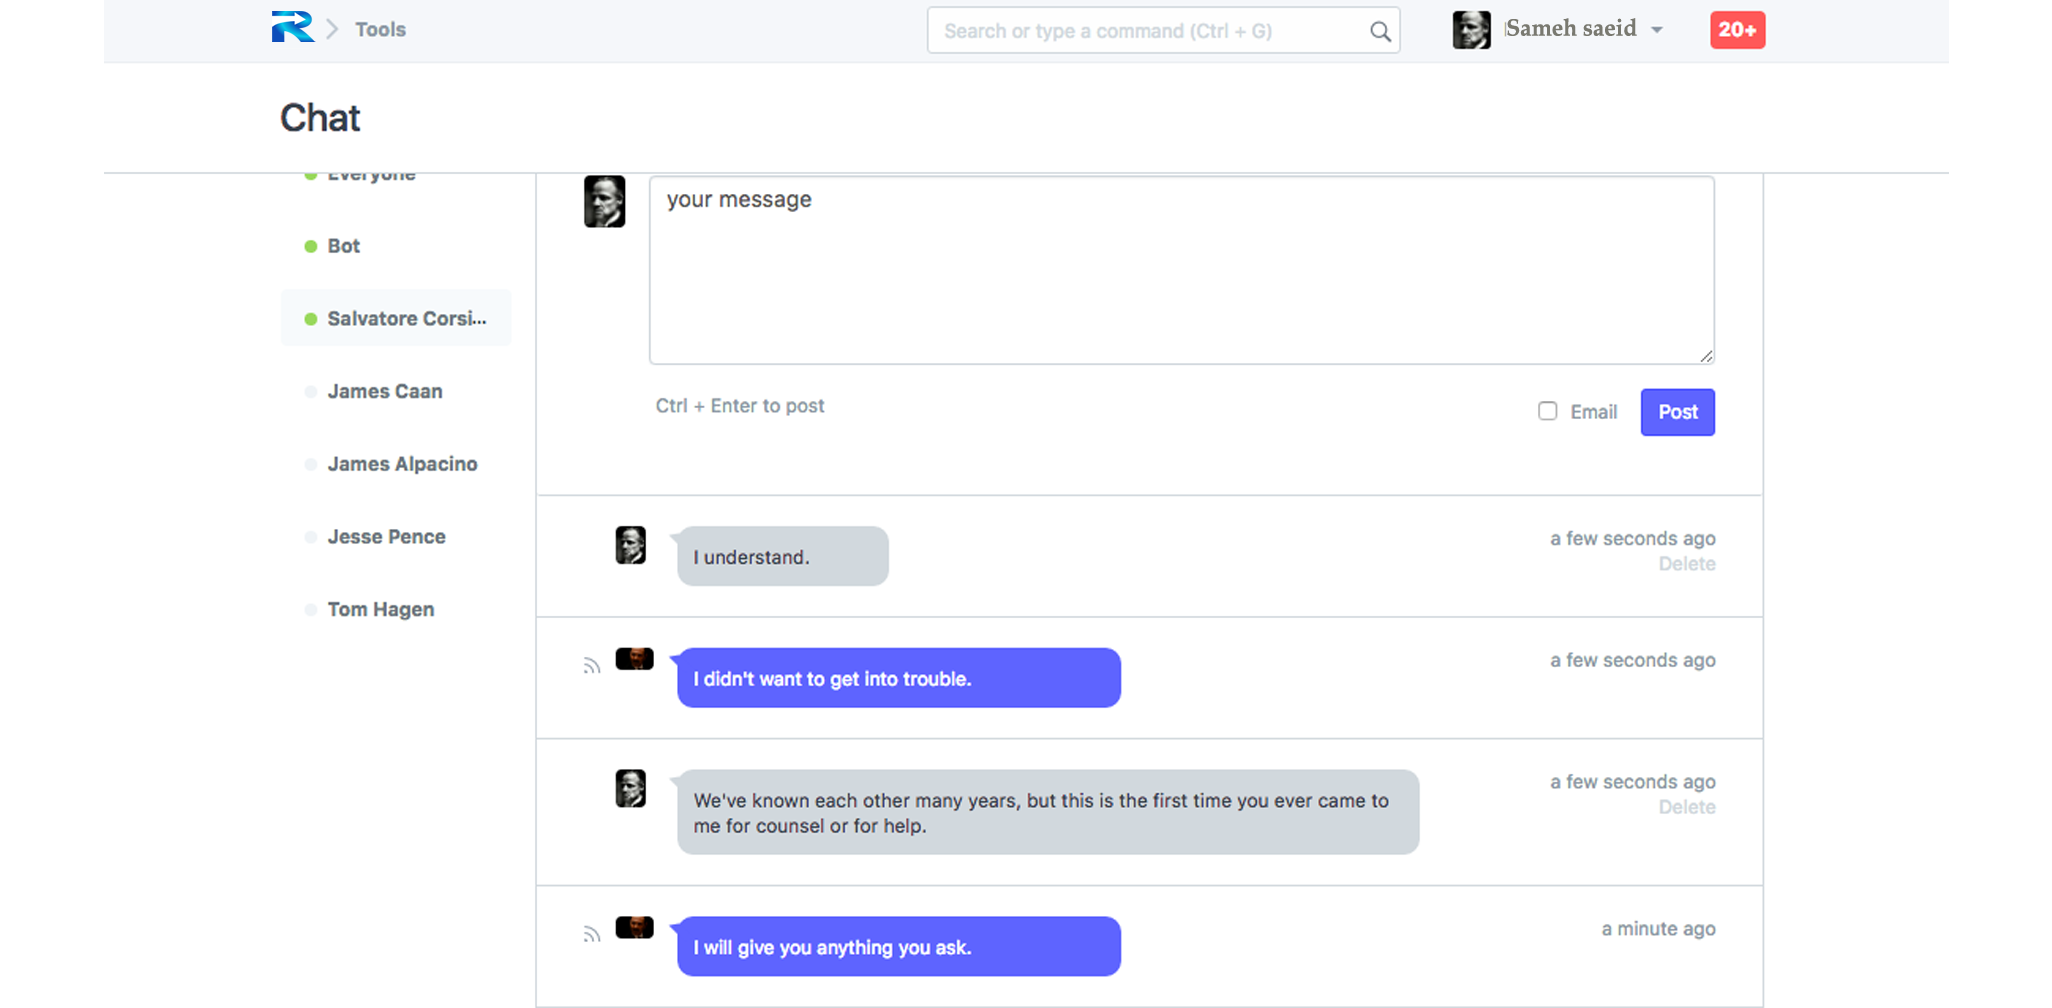 Tools
Search or type a command (Ctrl + G)
Sameh saeid
20+
Chat
Everyone
Bot
Salvatore Corsi...
James Caan
James Alpacino
Jesse Pence
Tom Hagen
your message
Ctrl + Enter to post
Email
Post
I understand.
a few seconds ago
Delete
I didn't want to get into trouble.
a few seconds ago
We've known each other many years, but this is the first time you ever came to
me for counsel or for help.
a few seconds ago
Delete
I will give you anything you ask.
a minute ago